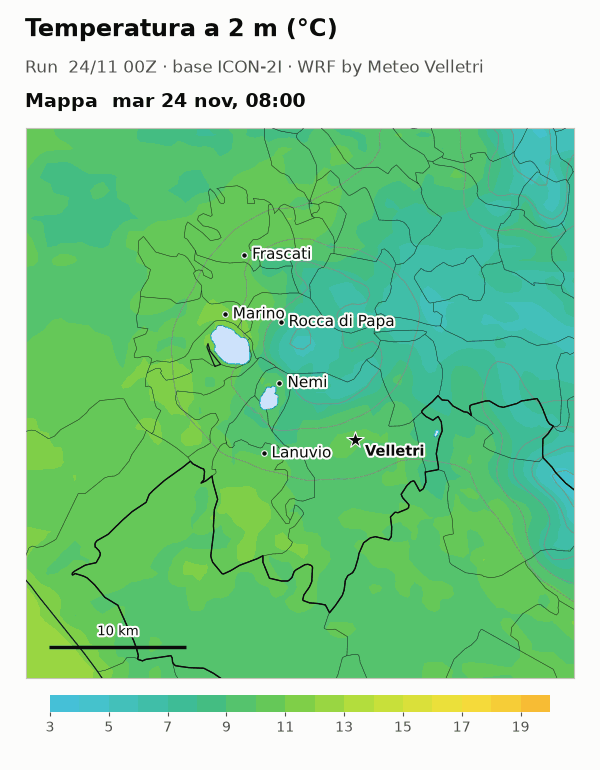 Temperatura a 2 m (°C)
Run  24/11 00Z · base ICON-2I · WRF by Meteo Velletri
Mappa  mar 24 nov, 08:00
Frascati
Marino
Rocca di Papa
Nemi
Velletri
Lanuvio
10 km
3 5 7 9 11 13 15 17 19